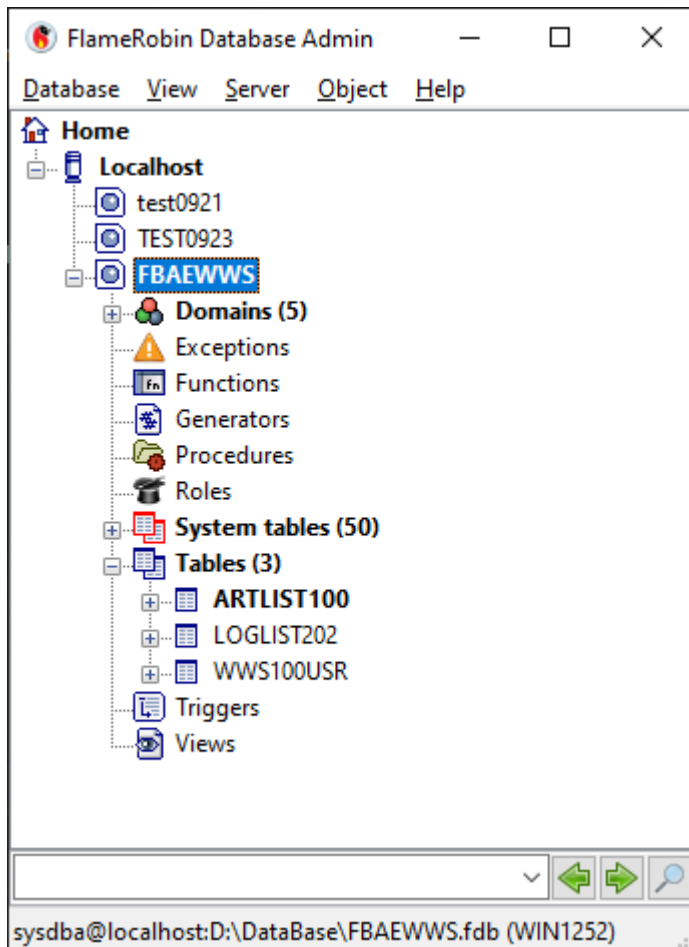 FlameRobin Database Admin
Database View Server Object Help
Home
Localhost
test0921
TEST0923
FBAEWWS
Domains (5)
Exceptions
fn Functions
Generators
Procedures
Roles
System tables (50)
Tables (3)
ARTLIST100
LOGLIST202
WWS100USR
Triggers
Views
sysdba@localhost:D:\DataBase\FBAEWWS.fdb (WIN1252)